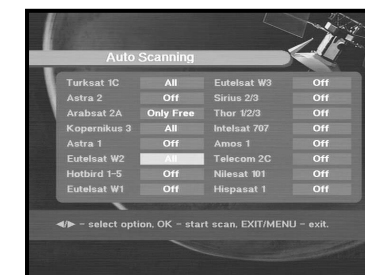 Auto Scanning
Turksat 1C All Eutelsat W3 Off
Astra 2 Off Sirius 2/3 Off
Arabsat 2A Only Free Thor 1/2/3 Off
Kopernikus 3 All Intelsat 707 Off
Astra 1 Off Amos 1 Off
Eutelsat W2 All Telecom 2C Off
Hotbird 1-5 Off Nilesat 101 Off
Eutelsat W1 Off Hispasat 1 Off
◄/► - select option, OK - start scan, EXIT/MENU - exit.